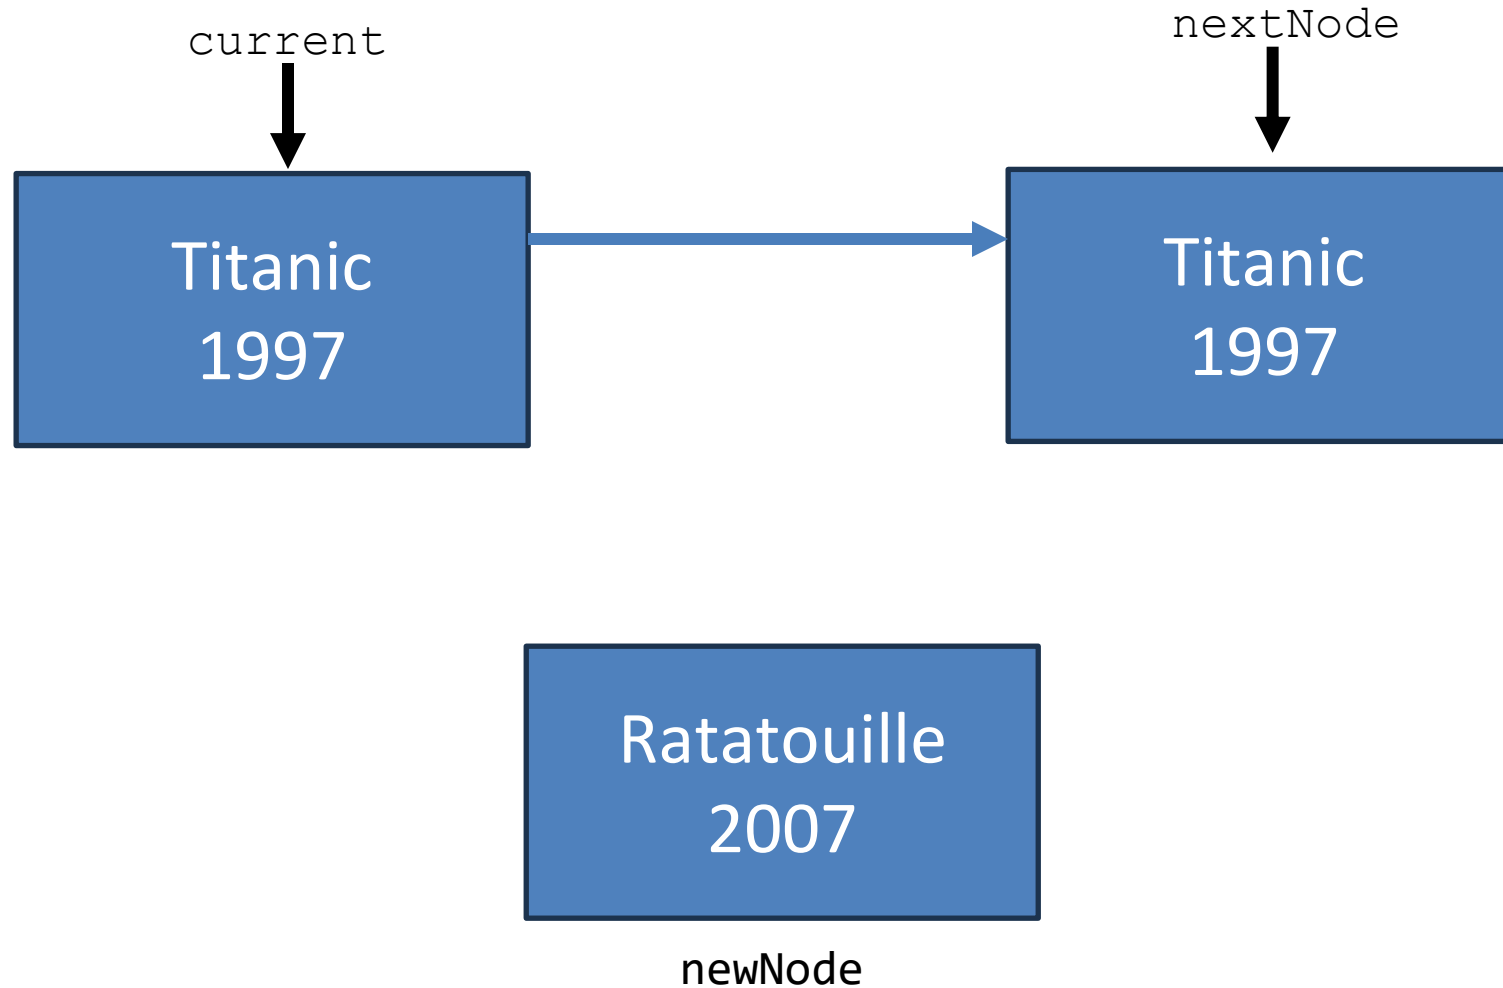 current
nextNode
Titanic
1997
Titanic
1997
Ratatouille
2007
newNode